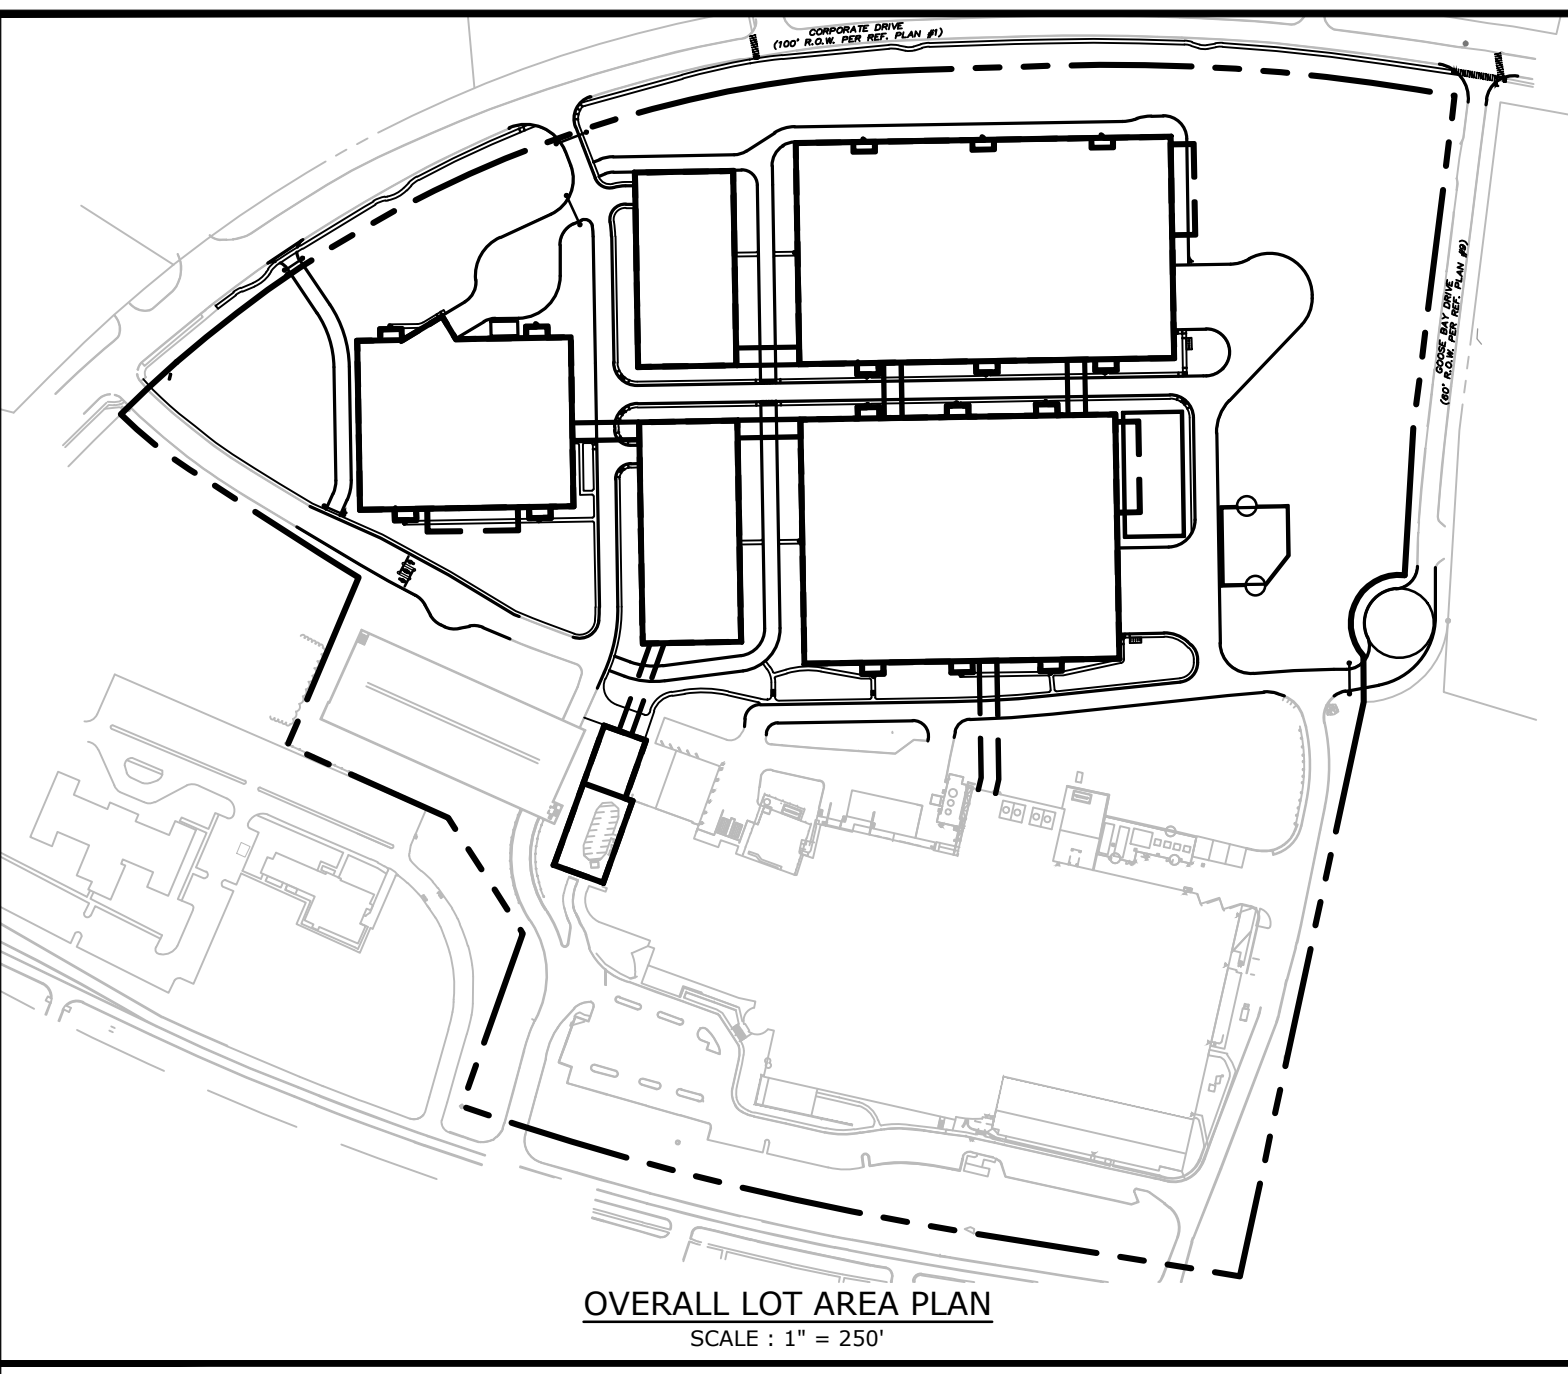 CORPORATE DRIVE
(100' R.O.W. PER REF. PLAN #1)
GOOSE BAY DRIVE
(60' R.O.W. PER REF. PLAN #9)
OVERALL LOT AREA PLAN
SCALE : 1" = 250'